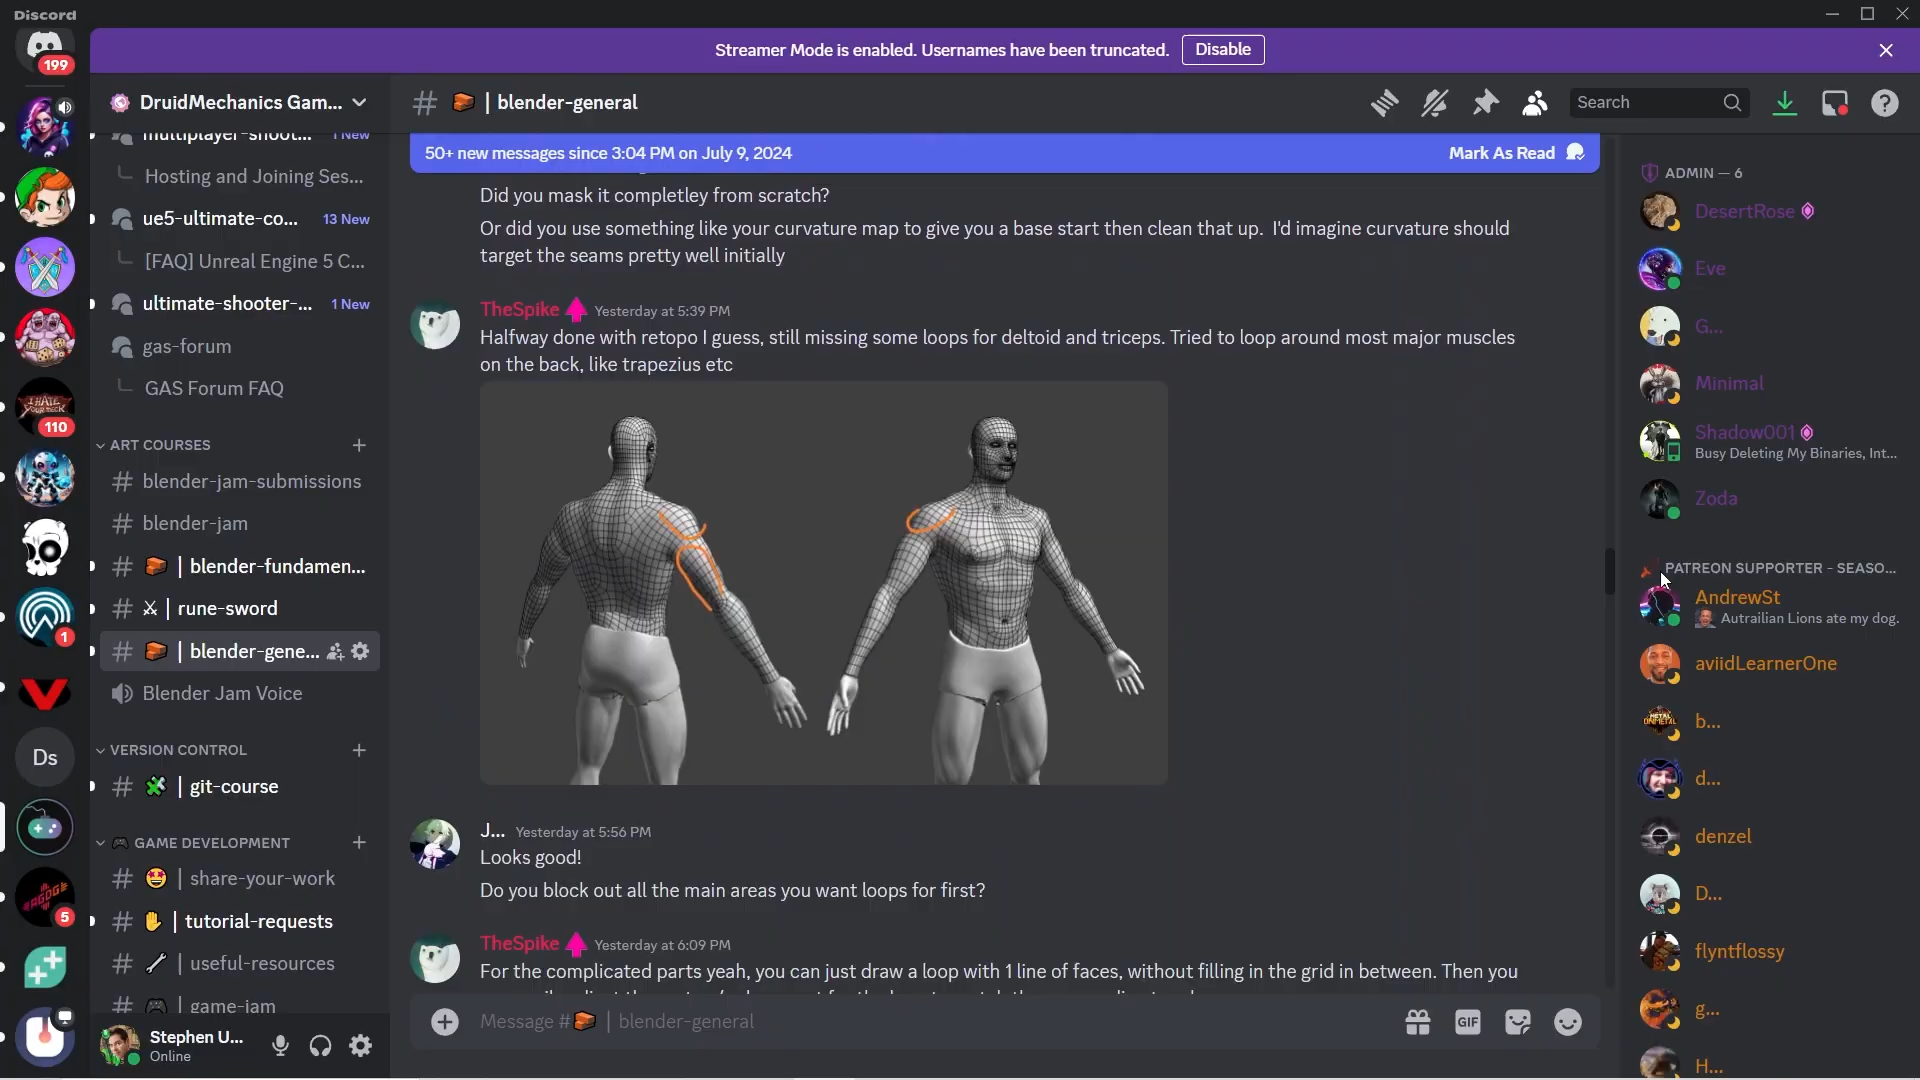 Discord
Streamer Mode is enabled. Usernames have been truncated.
Disable
199
110
1
Ds
5
DruidMechanics Gam...
multiplayer-shoot...
1 New
Hosting and Joining Ses...
ue5-ultimate-co...
13 New
[FAQ] Unreal Engine 5 C...
ultimate-shooter-...
1 New
gas-forum
GAS Forum FAQ
ART COURSES
blender-jam-submissions
blender-jam
| blender-fundamen...
| rune-sword
| blender-gene...
Blender Jam Voice
VERSION CONTROL
| git-course
GAME DEVELOPMENT
| share-your-work
| tutorial-requests
| useful-resources
| game-jam
Stephen U...
Online
| blender-general
Search
50+ new messages since 3:04 PM on July 9, 2024
Mark As Read
Did you mask it completley from scratch?
Or did you use something like your curvature map to give you a base start then clean that up. I'd imagine curvature should
target the seams pretty well initially
TheSpike Yesterday at 5:39 PM
Halfway done with retopo I guess, still missing some loops for deltoid and triceps. Tried to loop around most major muscles
on the back, like trapezius etc
J... Yesterday at 5:56 PM
Looks good!
Do you block out all the main areas you want loops for first?
TheSpike Yesterday at 6:09 PM
For the complicated parts yeah, you can just draw a loop with 1 line of faces, without filling in the grid in between. Then you
Message # | blender-general
GIF
ADMIN — 6
DesertRose
Eve
G...
Minimal
Shadow001
Busy Deleting My Binaries, Int...
Zoda
PATREON SUPPORTER - SEASO...
AndrewSt
Autrailian Lions ate my dog.
aviidLearnerOne
b...
d...
denzel
D...
flyntflossy
g...
H...